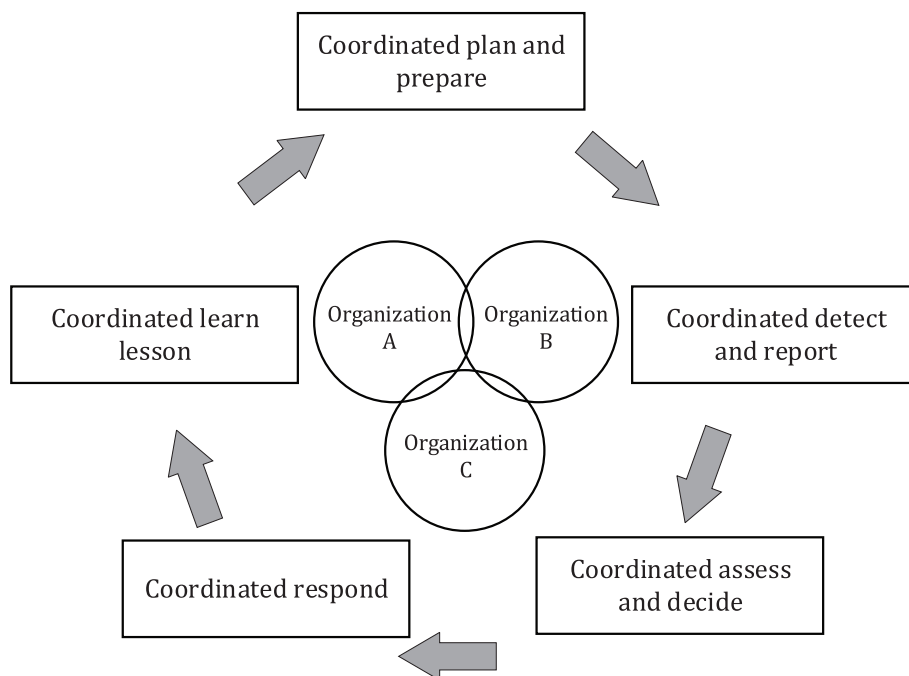 Coordinated plan and
prepare
Organization
A
Organization
B
Coordinated learn
lesson
Coordinated detect
and report
Organization
C
Coordinated respond
Coordinated assess
and decide